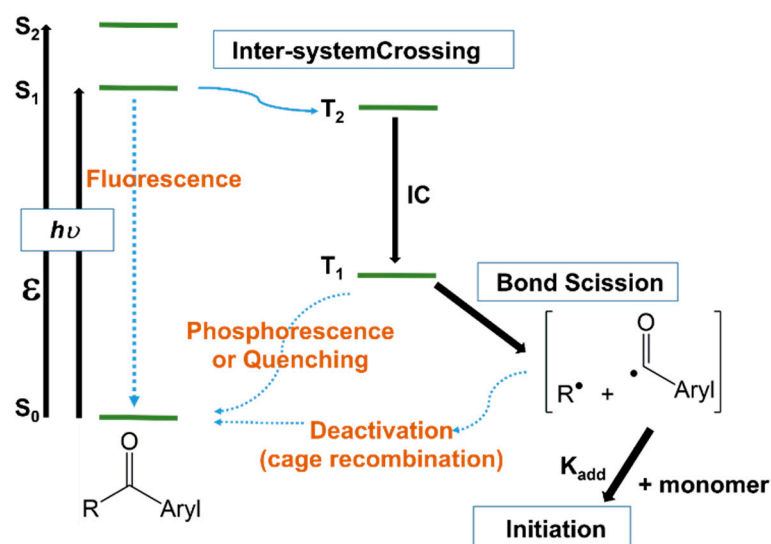 S2
Inter-systemCrossing
S1
T2
Fluorescence
IC
hυ
T1
Bond Scission
ε
Phosphorescence
or Quenching
O
R• + • Aryl
S0
Deactivation
(cage recombination)
O
R Aryl
Kadd
+ monomer
Initiation